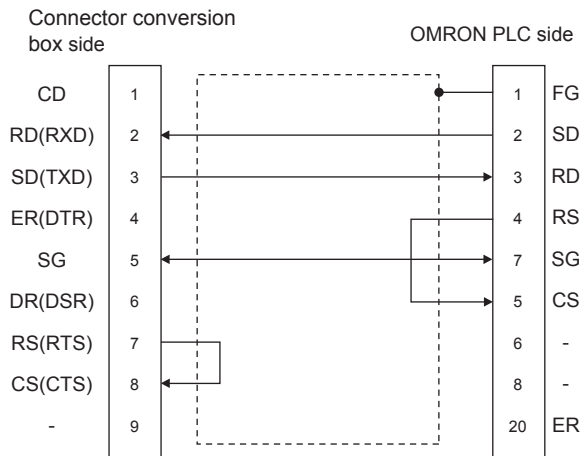 Connector conversion
box side
OMRON PLC side
CD 1 1 FG
RD(RXD) 2 2 SD
SD(TXD) 3 3 RD
ER(DTR) 4 4 RS
SG 5 7 SG
DR(DSR) 6 5 CS
RS(RTS) 7 6 -
CS(CTS) 8 8 -
- 9 20 ER